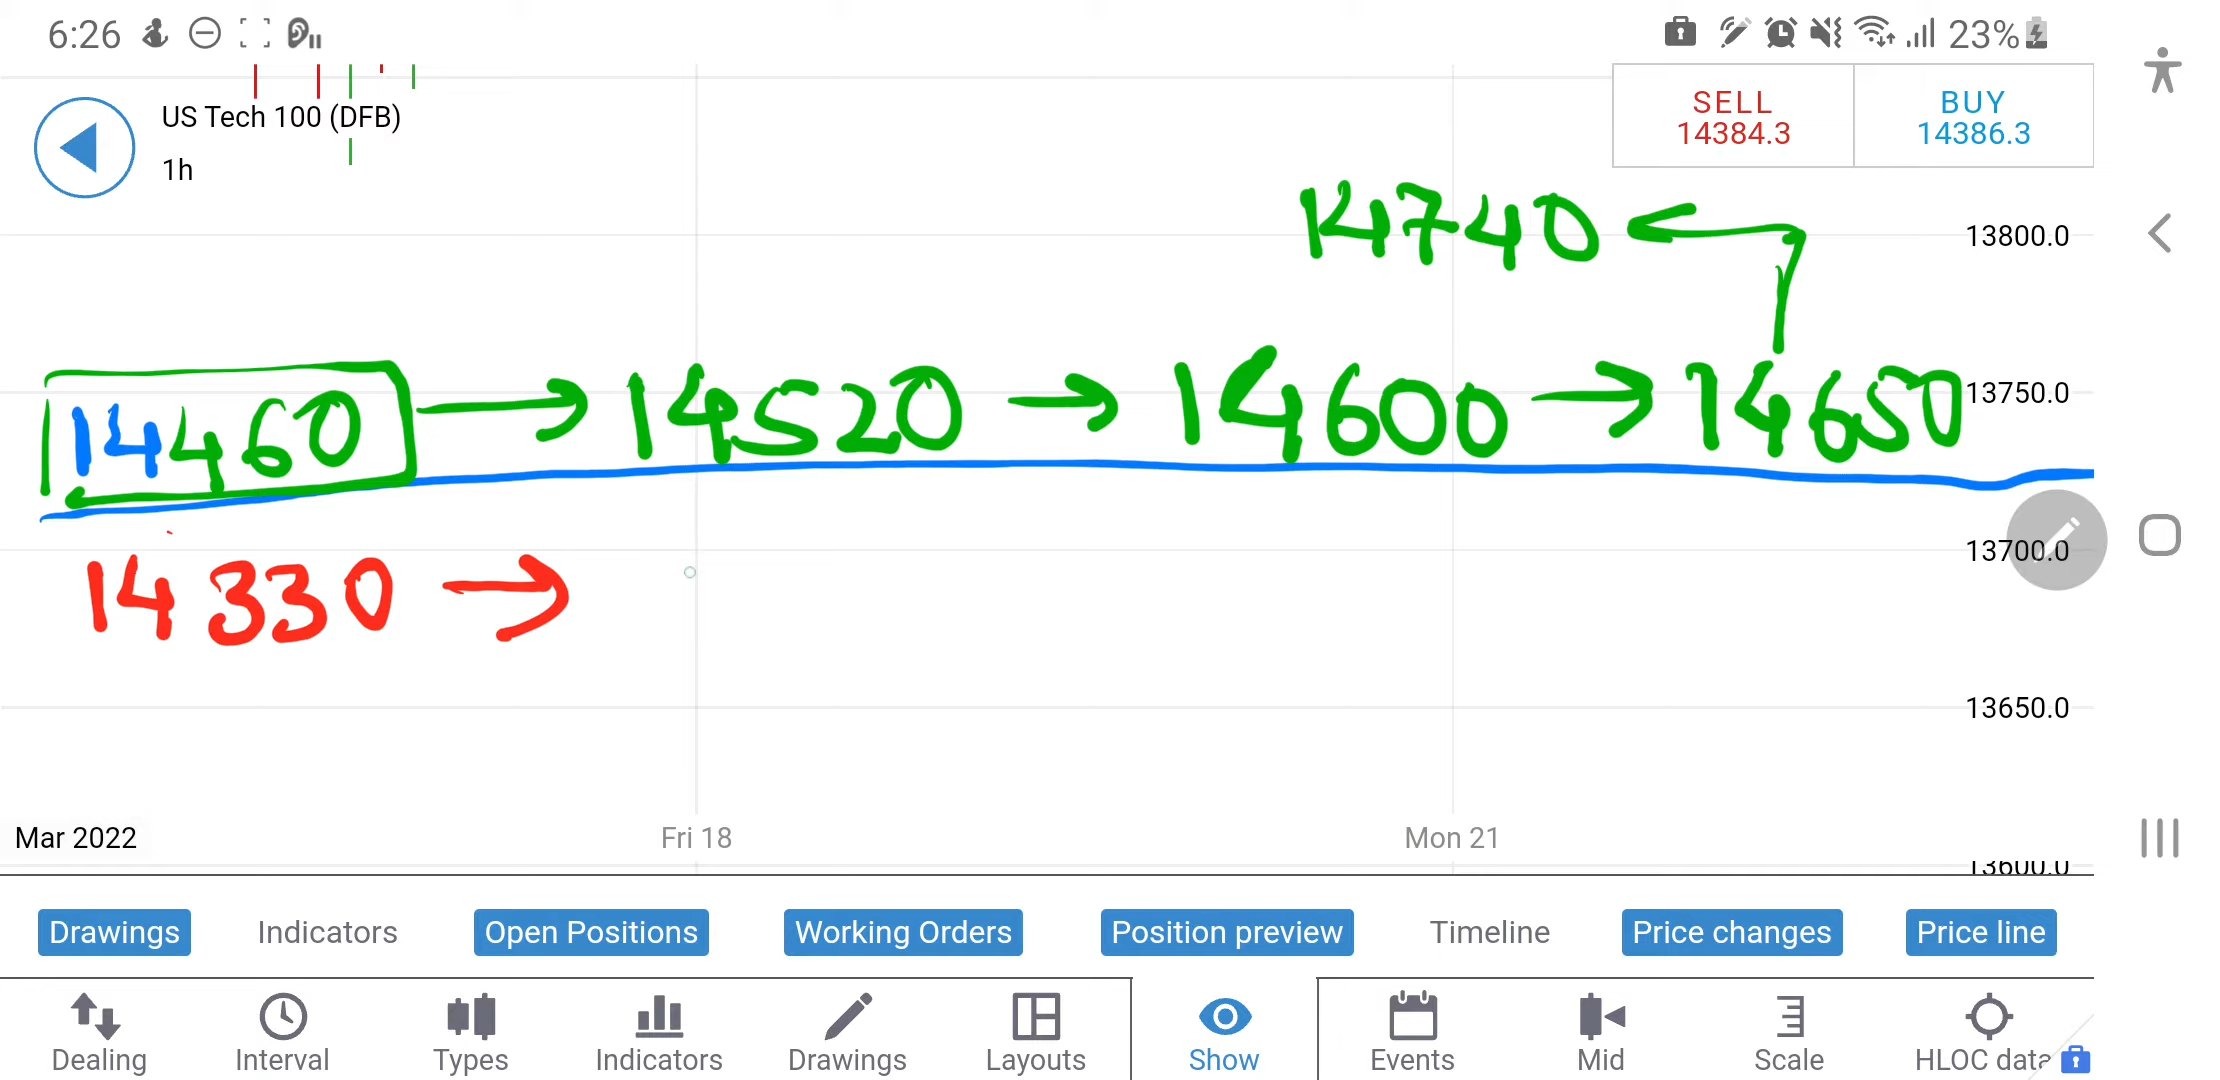 6:26
23%
US Tech 100 (DFB)
1h
SELL
14384.3
BUY
14386.3
14740
13800.0
14460 → 14520 → 14600 → 14650
13750.0
14330 →
13700.0
13650.0
Mar 2022
Fri 18
Mon 21
13600.0
Drawings Indicators Open Positions Working Orders Position preview Timeline Price changes Price line
Dealing Interval Types Indicators Drawings Layouts Show Events Mid Scale HLOC data